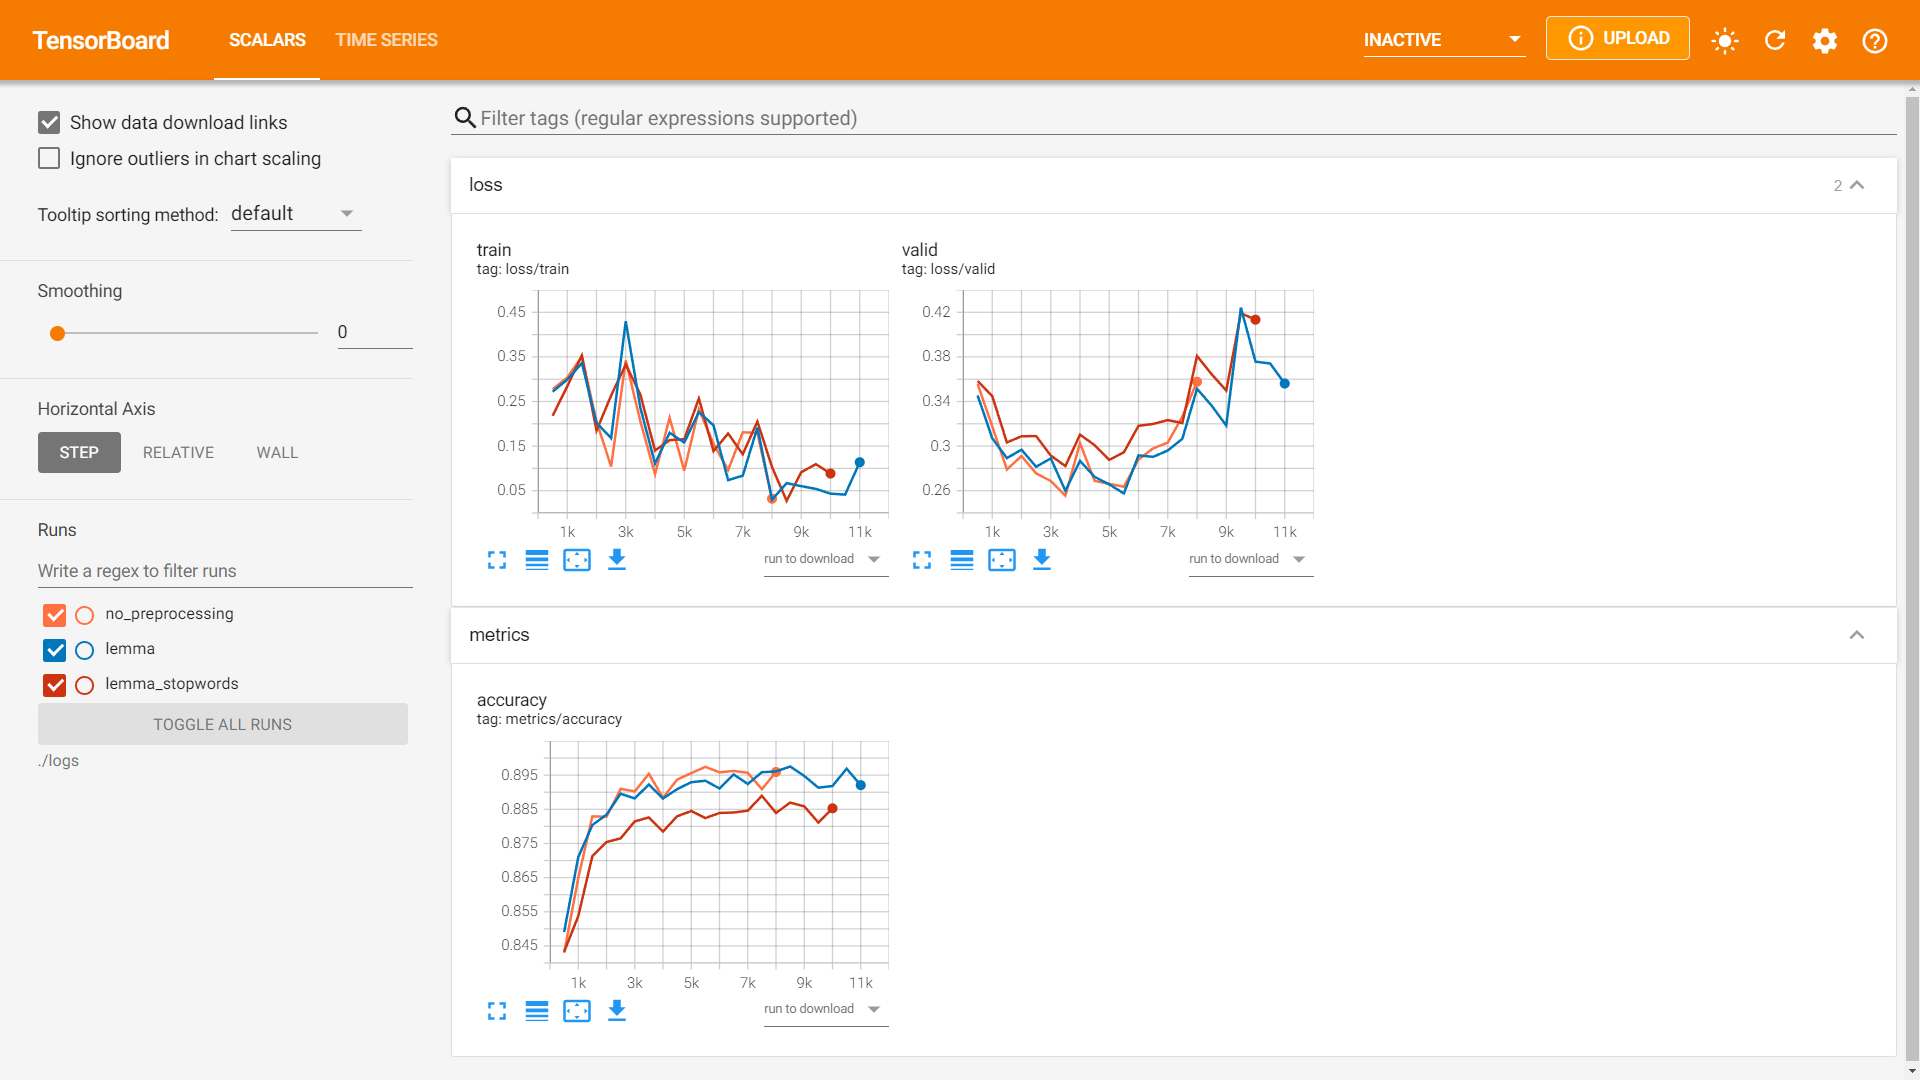 TensorBoard
SCALARS
TIME SERIES
INACTIVE
UPLOAD
Show data download links
Ignore outliers in chart scaling
Tooltip sorting method: default
Smoothing
0
Horizontal Axis
STEP
RELATIVE
WALL
Runs
Write a regex to filter runs
no_preprocessing
lemma
lemma_stopwords
TOGGLE ALL RUNS
./logs
Filter tags (regular expressions supported)
loss
2
train
tag: loss/train
0.45
0.35
0.25
0.15
0.05
1k 3k 5k 7k 9k 11k
run to download
valid
tag: loss/valid
0.42
0.38
0.34
0.3
0.26
1k 3k 5k 7k 9k 11k
run to download
metrics
accuracy
tag: metrics/accuracy
0.895
0.885
0.875
0.865
0.855
0.845
1k 3k 5k 7k 9k 11k
run to download